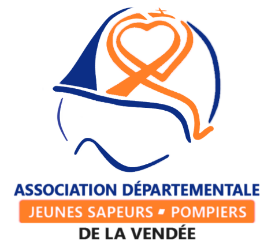 ASSOCIATION DÉPARTEMENTALE
JEUNES SAPEURS - POMPIERS
DE LA VENDÉE